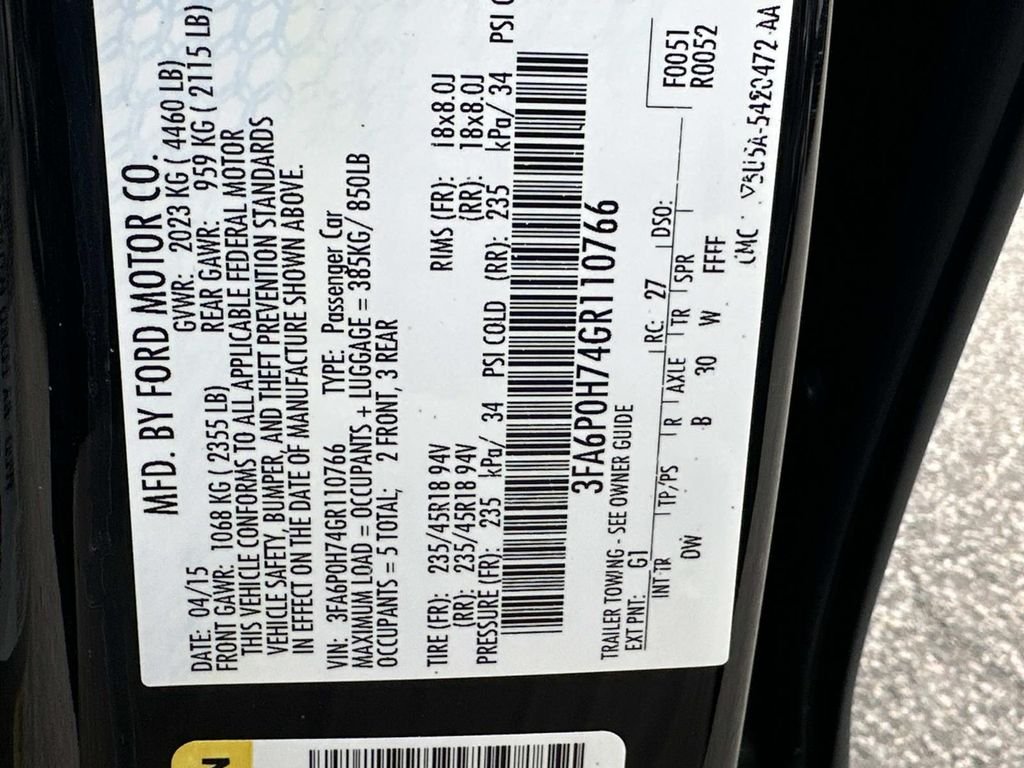 MFD. BY FORD MOTOR CO.
DATE: 04/15 GVWR: 2023 KG ( 4460 LB)
FRONT GAWR: 1068 KG ( 2355 LB) REAR GAWR: 959 KG ( 2115 LB)
THIS VEHICLE CONFORMS TO ALL APPLICABLE FEDERAL MOTOR
VEHICLE SAFETY, BUMPER, AND THEFT PREVENTION STANDARDS
IN EFFECT ON THE DATE OF MANUFACTURE SHOWN ABOVE.
VIN: 3FA6P0H74GR110766 TYPE: Passenger Car
MAXIMUM LOAD = OCCUPANTS + LUGGAGE = 385KG/ 850LB
OCCUPANTS = 5 TOTAL; 2 FRONT, 3 REAR
TIRE (FR): 235/45R18 94V RIMS (FR): 18x8.0J
(RR): 235/45R18 94V (RR): 18x8.0J
PRESSURE (FR): 235 kPa/ 34 PSI COLD (RR): 235 kPa/ 34 PSI
3FA6P0H74GR110766
TRAILER TOWING - SEE OWNER GUIDE
EXT PNT: G1 RC: 27 DSO: F0051
R0052
INT TR TP/PS R AXLE TR SPR
DW B 30 W FFFF
N